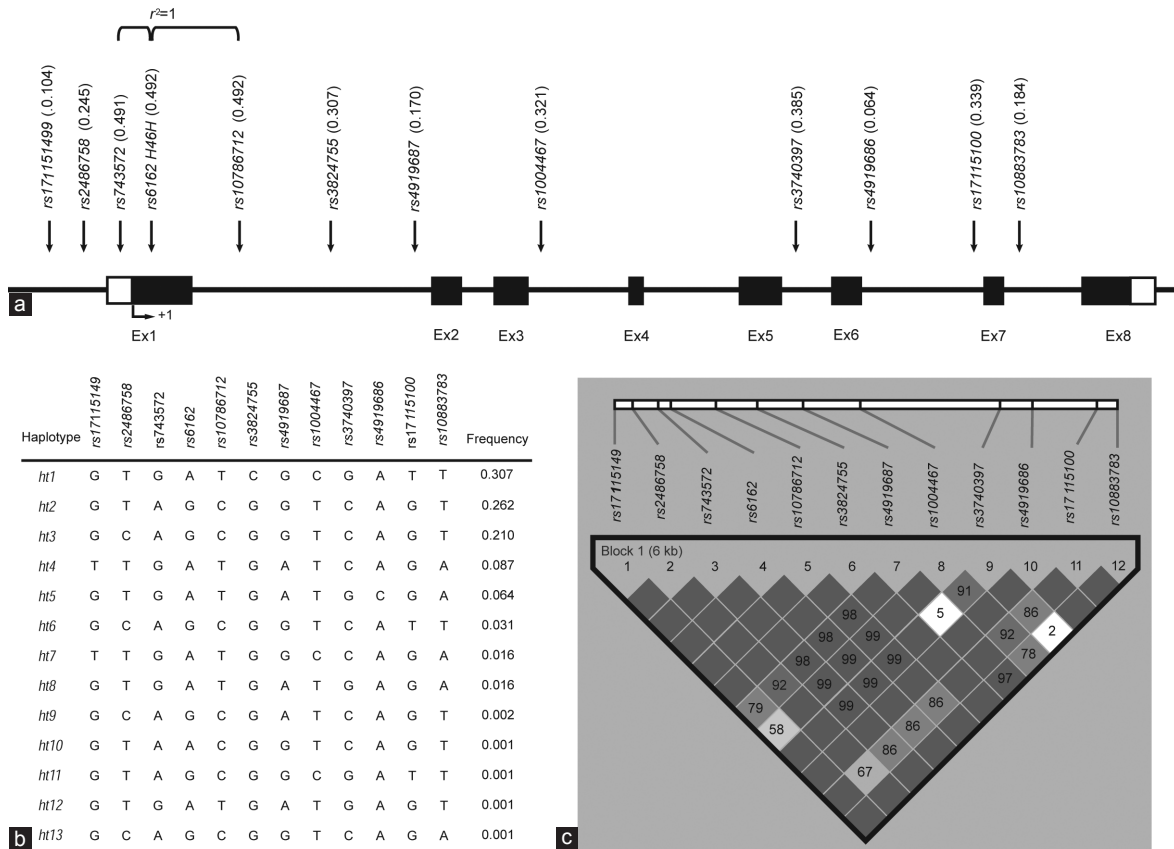 r²=1
rs171151499 (.0.104)
rs2486758 (0.245)
rs743572 (0.491)
rs6162 H46H (0.492)
rs10786712 (0.492)
rs3824755 (0.307)
rs4919687 (0.170)
rs1004467 (0.321)
rs3740397 (0.385)
rs4919686 (0.064)
rs17115100 (0.339)
rs10883783 (0.184)
a
+1
Ex1 Ex2 Ex3 Ex4 Ex5 Ex6 Ex7 Ex8
Haplotype rs17115149 rs2486758 rs743572 rs6162 rs10786712 rs3824755 rs4919687 rs1004467 rs3740397 rs4919686 rs17115100 rs10883783 Frequency
ht1 G T G A T C G C G A T T 0.307
ht2 G T A G C G G T C A G T 0.262
ht3 G C A G C G G T C A G T 0.210
ht4 T T G A T G A T C A G A 0.087
ht5 G T G A T G A T G C G A 0.064
ht6 G C A G C G G T C A T T 0.031
ht7 T T G A T G G C C A G A 0.016
ht8 G T G A T G A T G A G A 0.016
ht9 G C A G C G A T C A G T 0.002
ht10 G T A A C G G T C A G T 0.001
ht11 G T A G C G G C G A T T 0.001
ht12 G T G A T G A T G A G T 0.001
ht13 G C A G C G G T C A G A 0.001
b
rs17115149 rs2486758 rs743572 rs6162 rs10786712 rs3824755 rs4919687 rs1004467 rs3740397 rs4919686 rs17 115100 rs10883783
Block 1 (6 kb)
1 2 3 4 5 6 7 8 9 10 11 12
91
98 5 86
98 99 92 2
98 99 99 78
92 99 99 97
79 99 86
58 86
86
67
c